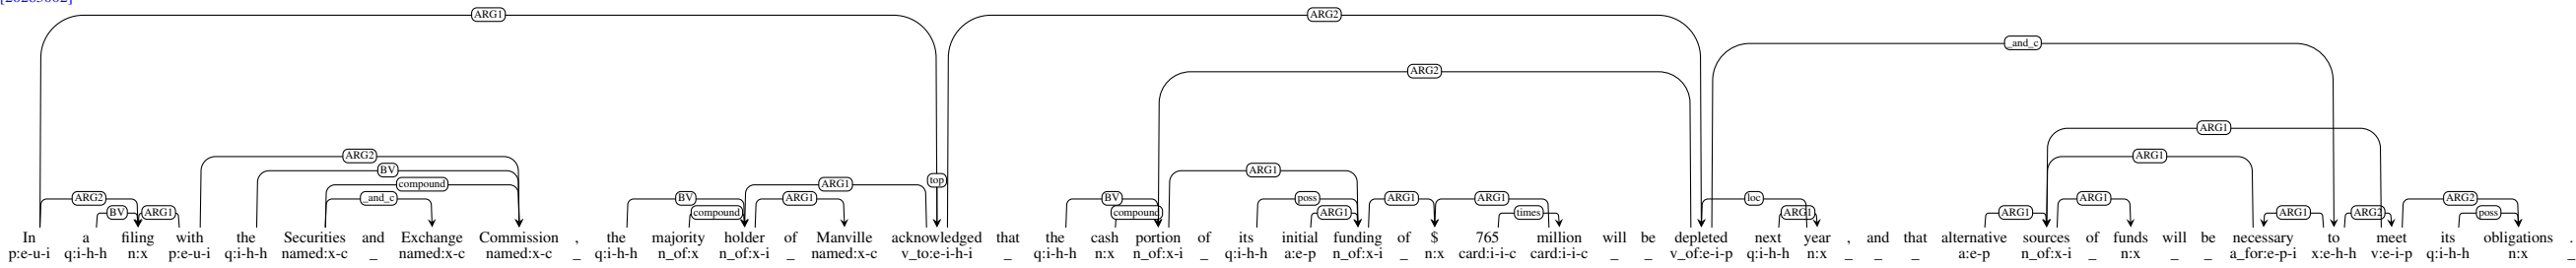 [20285002]
ARG1 ARG2
_and_c
ARG2
ARG1
ARG2 ARG1
BV
compound top
ARG2 BV ARG1 _and_c BV compound ARG1 ARG1 BV compound ARG1 poss ARG1 ARG1 ARG1 times loc ARG1 ARG1 ARG1 ARG1 ARG2 ARG2 poss
In a filing with the Securities and Exchange Commission , the majority holder of Manville acknowledged that the cash portion of its initial funding of $ 765 million will be depleted next year , and that alternative sources of funds will be necessary to meet its obligations .
p:e-u-i q:i-h-h n:x p:e-u-i q:i-h-h named:x-c _ named:x-c named:x-c _ q:i-h-h n_of:x n_of:x-i _ named:x-c v_to:e-i-h-i _ q:i-h-h n:x n_of:x-i _ q:i-h-h a:e-p n_of:x-i _ n:x card:i-i-c card:i-i-c _ _ v_of:e-i-p q:i-h-h n:x _ _ _ a:e-p n_of:x-i _ n:x _ _ a_for:e-p-i x:e-h-h v:e-i-p q:i-h-h n:x _